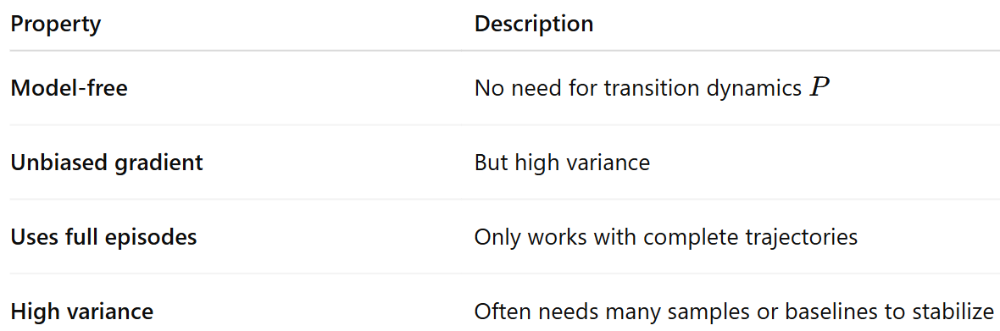 Property Description
Model-free No need for transition dynamics P
Unbiased gradient But high variance
Uses full episodes Only works with complete trajectories
High variance Often needs many samples or baselines to stabilize